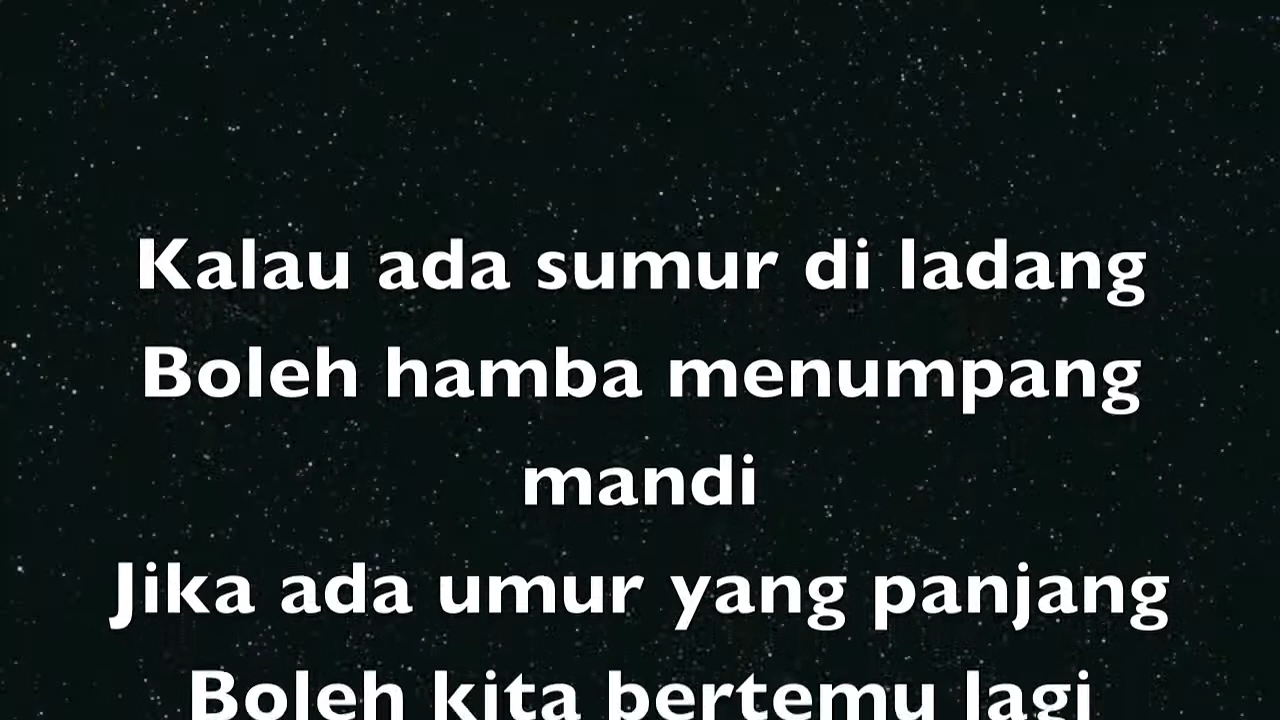 Kalau ada sumur di ladang
Boleh hamba menumpang
mandi
Jika ada umur yang panjang
Boleh kita bertemu lagi